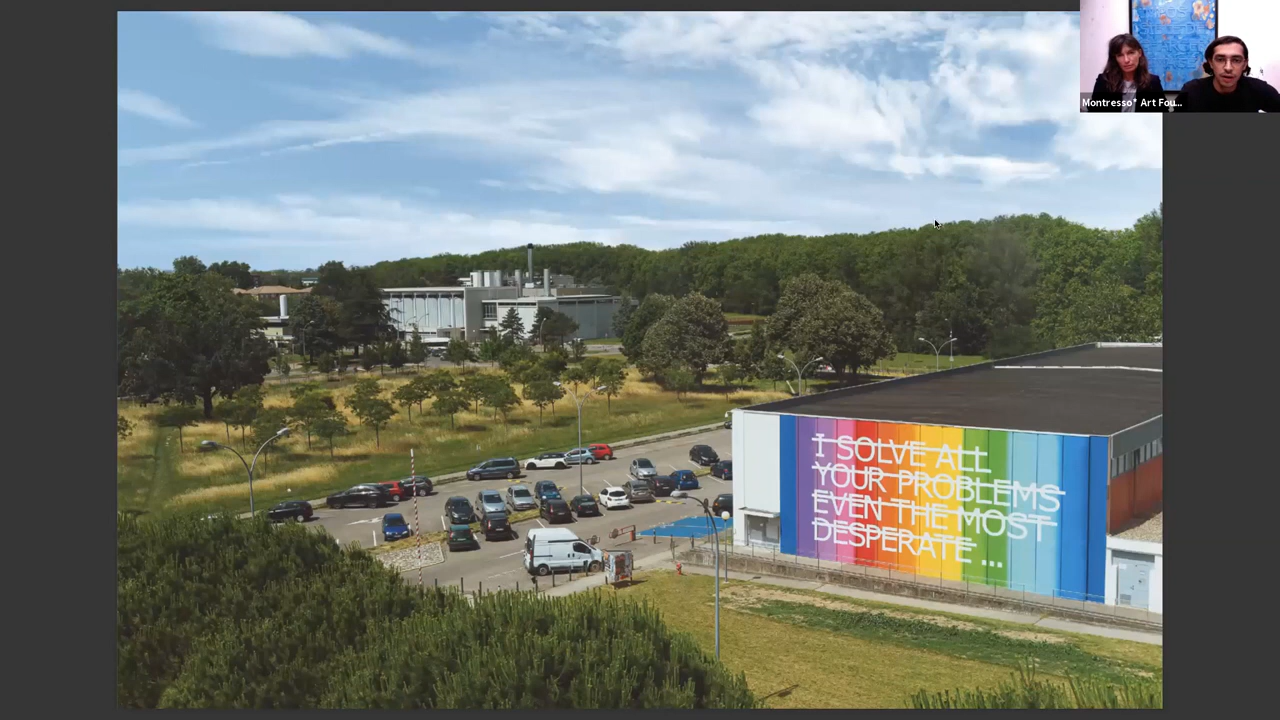 Montresso* Art Fou...
I SOLVE ALL
YOUR PROBLEMS
EVEN THE MOST
DESPERATE ...